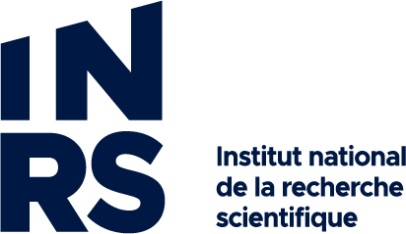 IN
RS
Institut national
de la recherche
scientifique